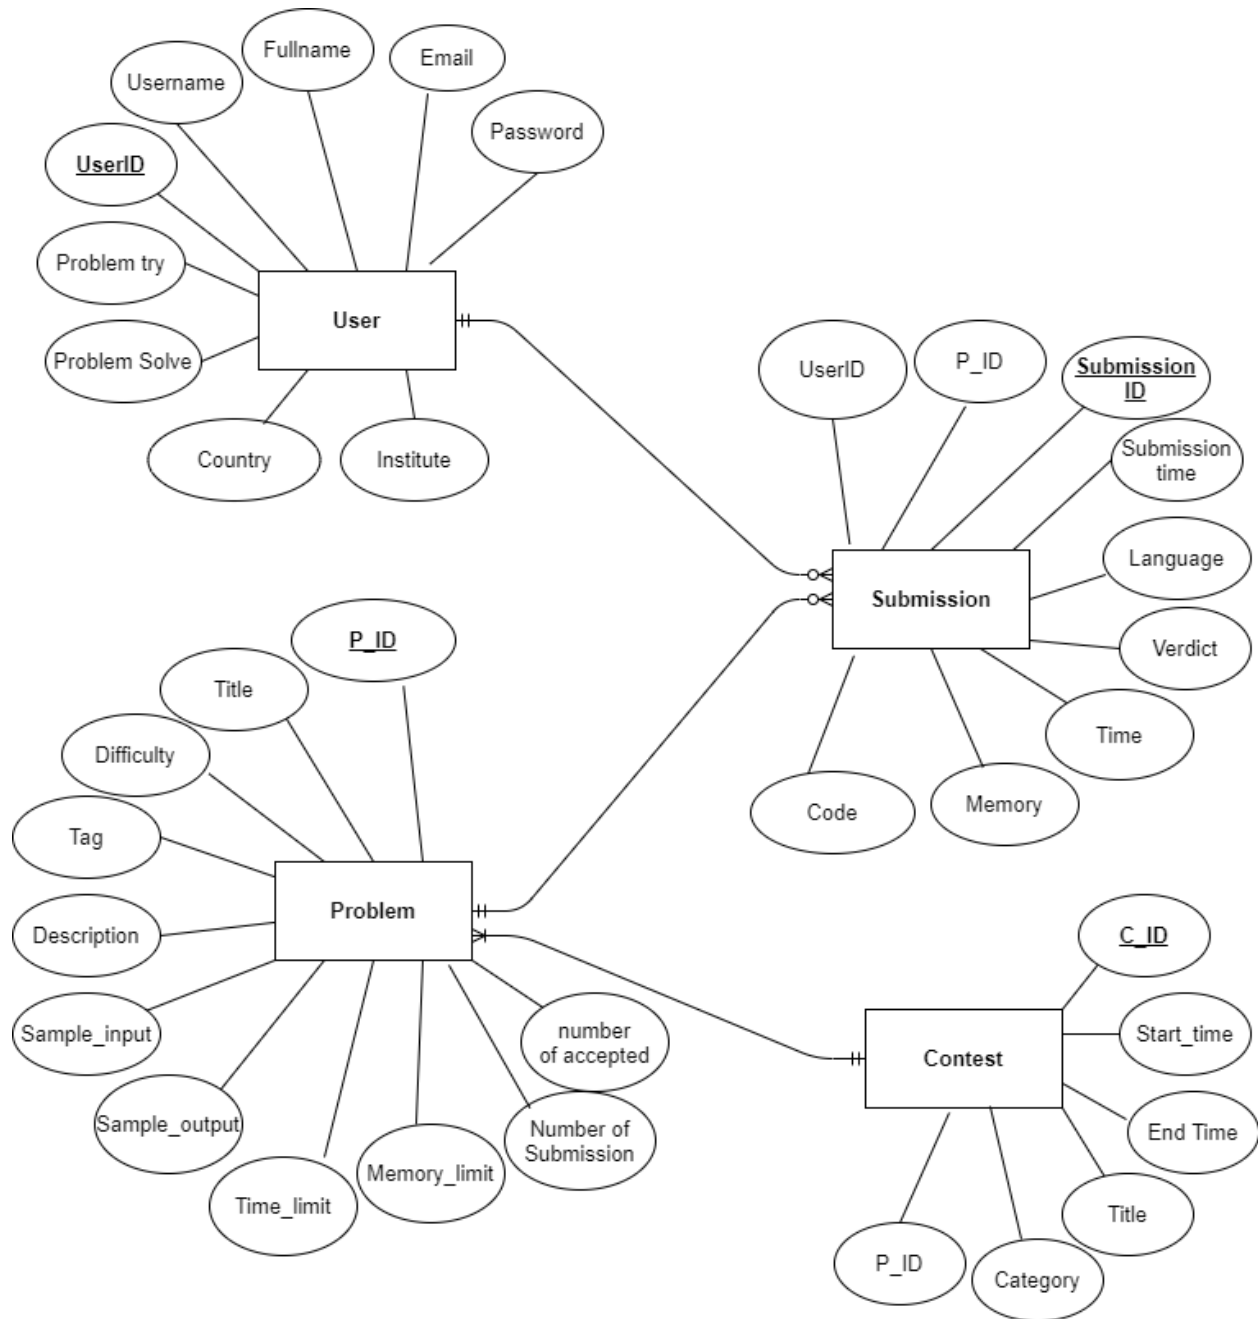 Fullname
Email
Username
Password
UserID
Problem try
User
Problem Solve
Country
Institute
UserID
P_ID
Submission
ID
Submission
time
Language
Submission
Verdict
Time
Memory
Code
P_ID
Title
Difficulty
Tag
Problem
Description
Sample_input
Sample_output
Time_limit
Memory_limit
Number of
Submission
number
of accepted
C_ID
Start_time
Contest
End Time
Title
Category
P_ID